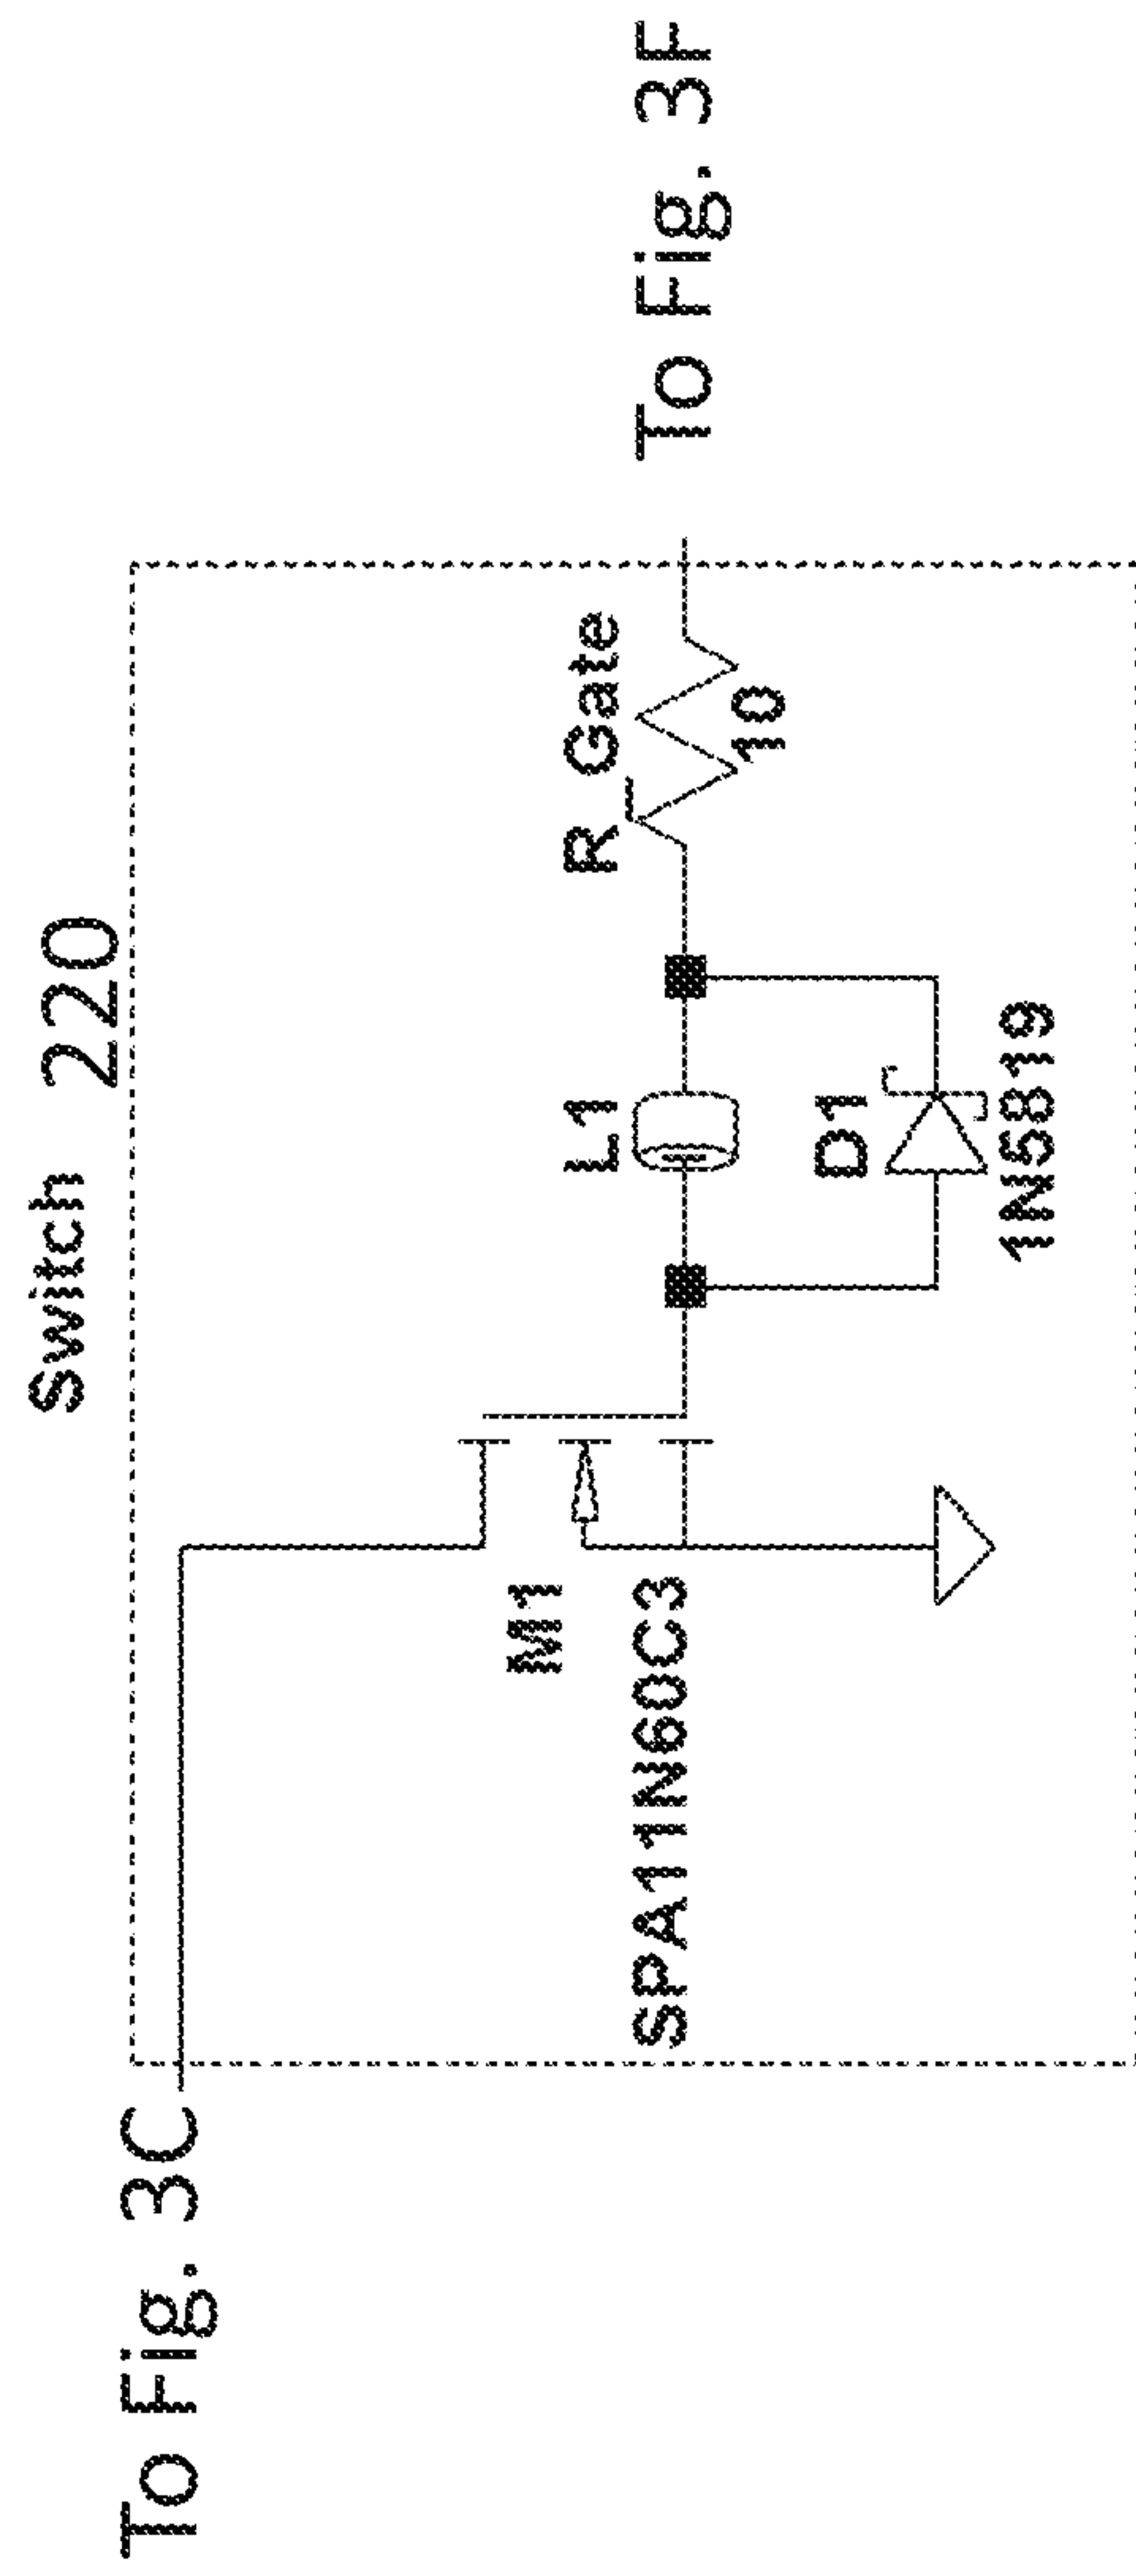 Switch 220
To Fig. 3C
To Fig. 3F
M1
SPA11N60C3
L1
R_Gate
10
D1
1N5819